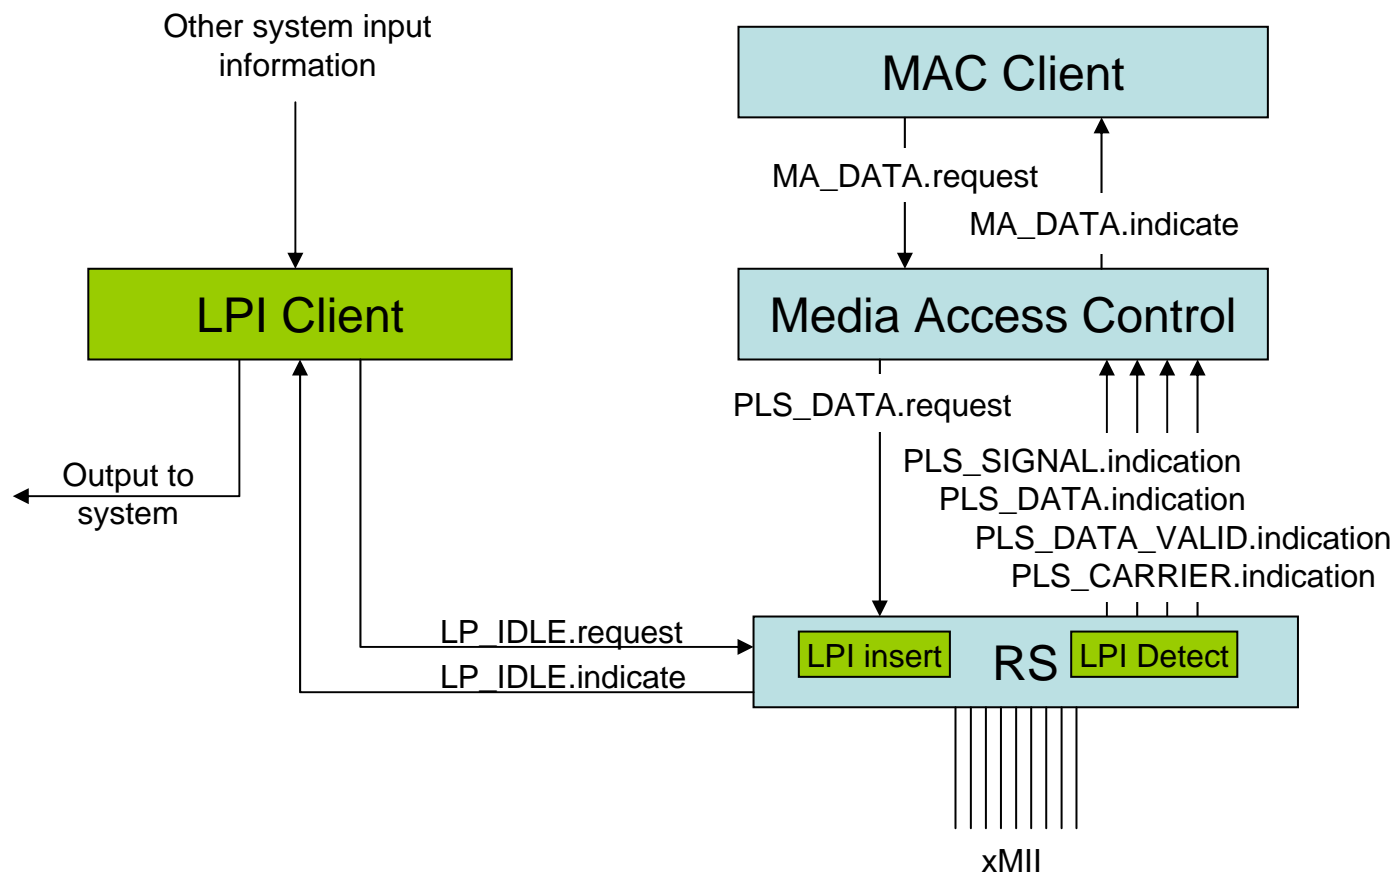 Other system input
information
MAC Client
MA_DATA.request
MA_DATA.indicate
LPI Client
Media Access Control
PLS_DATA.request
PLS_SIGNAL.indication
PLS_DATA.indication
PLS_DATA_VALID.indication
PLS_CARRIER.indication
Output to
system
LP_IDLE.request
LP_IDLE.indicate
LPI insert
RS
LPI Detect
xMII